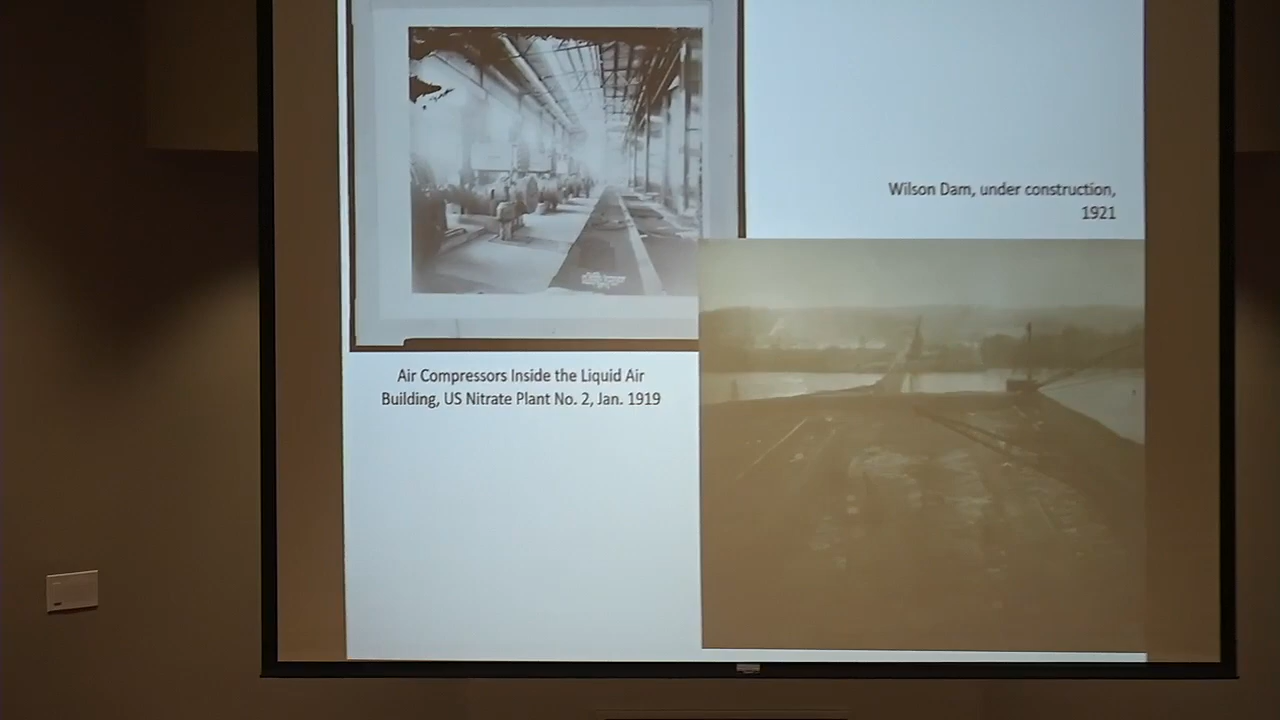 Wilson Dam, under construction,
1921
Air Compressors Inside the Liquid Air
Building, US Nitrate Plant No. 2, Jan. 1919